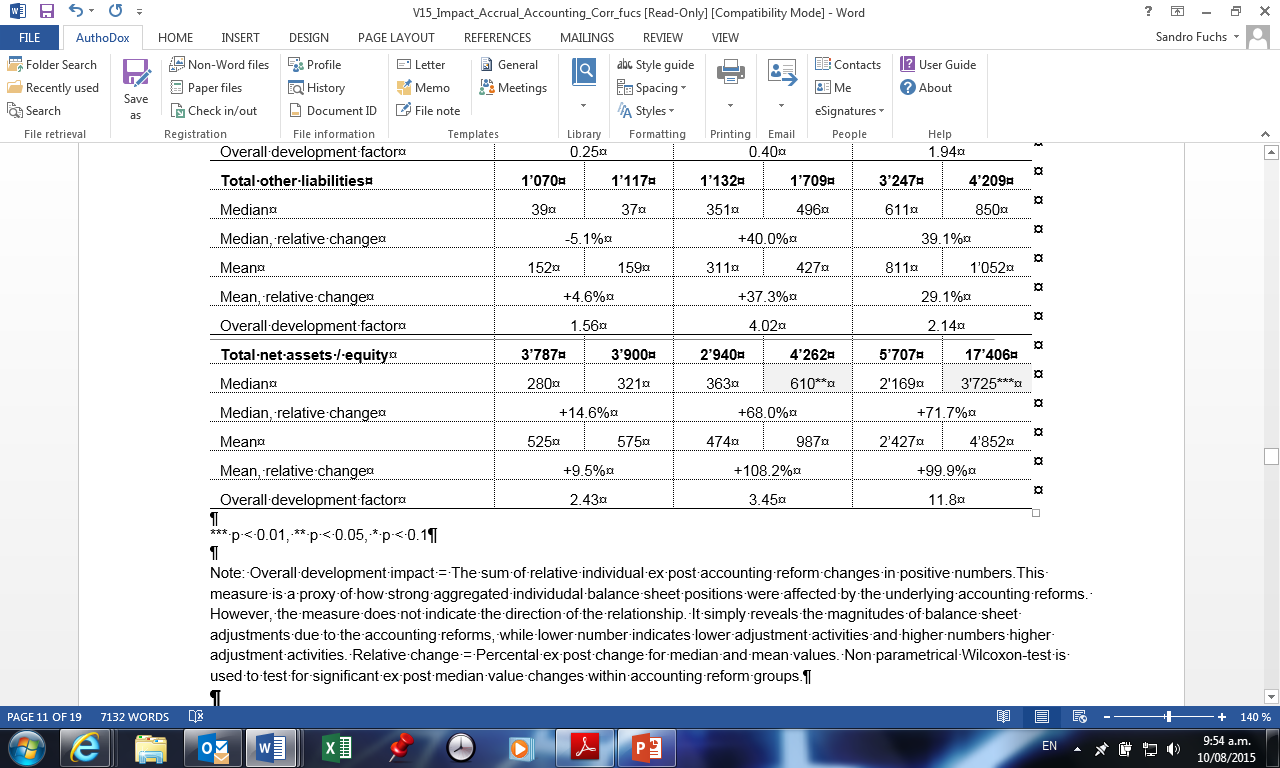 V15_Impact_Accrual_Accounting_Corr_fucs [Read-Only] [Compatibility Mode] - Word
FILE AuthoDox HOME INSERT DESIGN PAGE LAYOUT REFERENCES MAILINGS REVIEW VIEW Sandro Fuchs
Folder Search Non-Word files Profile Letter General Style guide Contacts User Guide
Recently used Save as Paper files History Memo Meetings Spacing Me About
Search Check in/out Document ID File note Styles eSignatures
File retrieval Registration File information Templates Library Formatting Printing Email People Help
Overall·development·factor¤ 0.25¤ 0.40¤ 1.94¤ ¤
Total·other·liabilities¤ 1'070¤ 1'117¤ 1'132¤ 1'709¤ 3'247¤ 4'209¤ ¤
Median¤ 39¤ 37¤ 351¤ 496¤ 611¤ 850¤ ¤
Median,·relative·change¤ -5.1%¤ +40.0%¤ 39.1%¤ ¤
Mean¤ 152¤ 159¤ 311¤ 427¤ 811¤ 1'052¤ ¤
Mean,·relative·change¤ +4.6%¤ +37.3%¤ 29.1%¤ ¤
Overall·development·factor¤ 1.56¤ 4.02¤ 2.14¤ ¤
Total·net·assets·/·equity¤ 3'787¤ 3'900¤ 2'940¤ 4'262¤ 5'707¤ 17'406¤ ¤
Median¤ 280¤ 321¤ 363¤ 610**¤ 2'169¤ 3'725***¤ ¤
Median,·relative·change¤ +14.6%¤ +68.0%¤ +71.7%¤ ¤
Mean¤ 525¤ 575¤ 474¤ 987¤ 2'427¤ 4'852¤ ¤
Mean,·relative·change¤ +9.5%¤ +108.2%¤ +99.9%¤ ¤
Overall·development·factor¤ 2.43¤ 3.45¤ 11.8¤ ¤
¶
***·p·<·0.01,·**·p·<·0.05,·*·p·<·0.1¶
¶
Note:·Overall·development·impact·=·The·sum·of·relative·individual·ex·post·accounting·reform·changes·in·positive·numbers.This·
measure·is·a·proxy·of·how·strong·aggregated·individudal·balance·sheet·positions·were·affected·by·the·underlying·accounting·reforms.·
However,·the·measure·does·not·indicate·the·direction·of·the·relationship.·It·simply·reveals·the·magnitudes·of·balance·sheet·
adjustments·due·to·the·accounting·reforms,·while·lower·number·indicates·lower·adjustment·activities·and·higher·numbers·higher·
adjustment·activities.·Relative·change·=·Percental·ex·post·change·for·median·and·mean·values.·Non·parametrical·Wilcoxon-test·is·
used·to·test·for·significant·ex·post·median·value·changes·within·accounting·reform·groups.¶
¶
PAGE 11 OF 19 7132 WORDS 140 %
EN 9:54 a.m.
10/08/2015